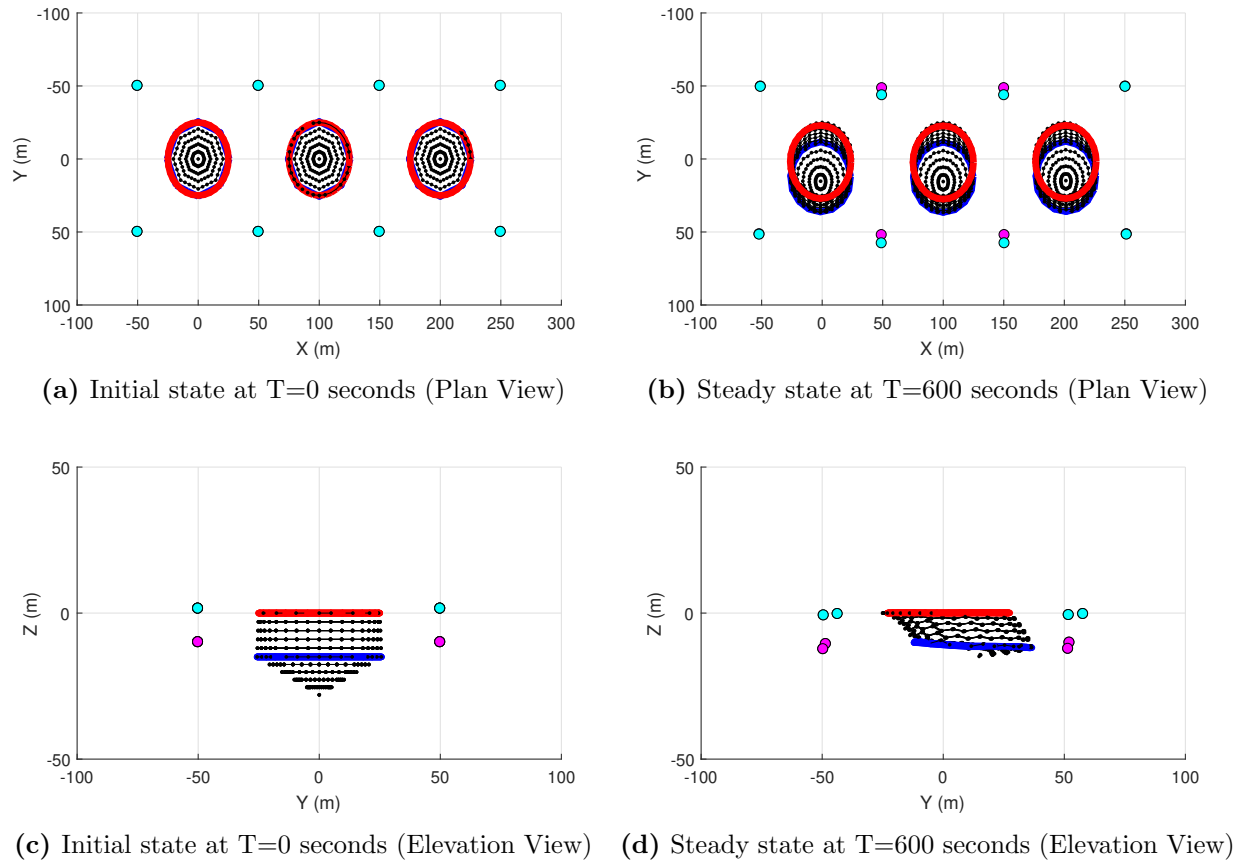 -100
-50
0
50
100
Y (m)
-100 -50 0 50 100 150 200 250 300
X (m)
(a) Initial state at T=0 seconds (Plan View)
-100
-50
0
50
100
Y (m)
-100 -50 0 50 100 150 200 250 300
X (m)
(b) Steady state at T=600 seconds (Plan View)
50
0
-50
Z (m)
-100 -50 0 50 100
Y (m)
(c) Initial state at T=0 seconds (Elevation View)
50
0
-50
Z (m)
-100 -50 0 50 100
Y (m)
(d) Steady state at T=600 seconds (Elevation View)